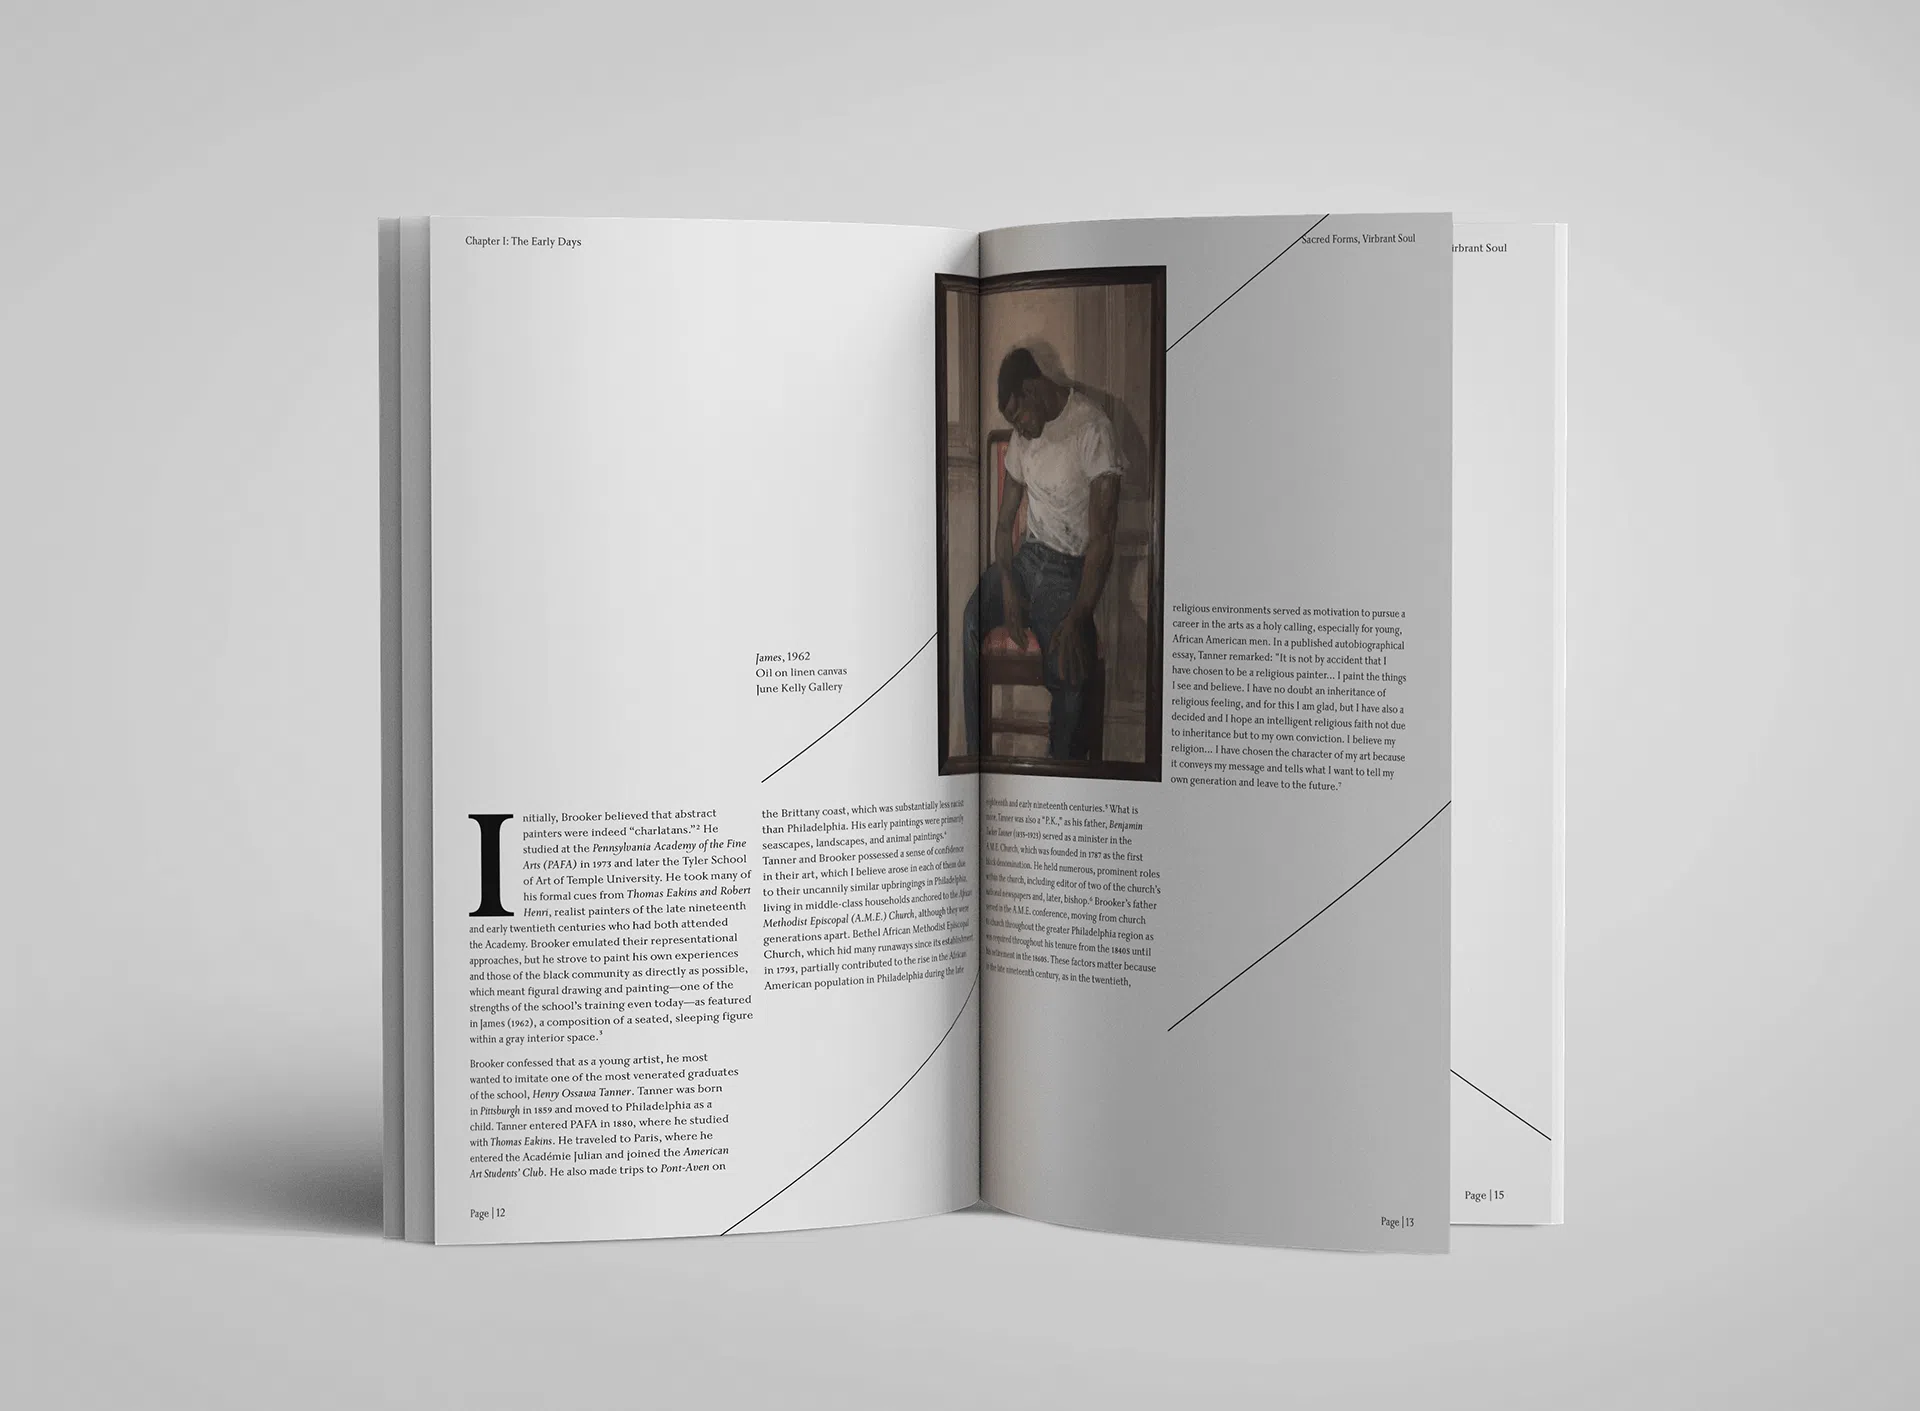 Chapter I: The Early Days
James, 1962
Oil on linen canvas
June Kelly Gallery
Initially, Brooker believed that abstract
painters were indeed “charlatans.”² He
studied at the Pennsylvania Academy of the Fine
Arts (PAFA) in 1973 and later the Tyler School
of Art of Temple University. He took many of
his formal cues from Thomas Eakins and Robert
Henri, realist painters of the late nineteenth
and early twentieth centuries who had both attended
the Academy. Brooker emulated their representational
approaches, but he strove to paint his own experiences
and those of the black community as directly as possible,
which meant figural drawing and painting—one of the
strengths of the school’s training even today—as featured
in James (1962), a composition of a seated, sleeping figure
within a gray interior space.³
Brooker confessed that as a young artist, he most
wanted to imitate one of the most venerated graduates
of the school, Henry Ossawa Tanner. Tanner was born
in Pittsburgh in 1859 and moved to Philadelphia as a
child. Tanner entered PAFA in 1880, where he studied
with Thomas Eakins. He traveled to Paris, where he
entered the Académie Julian and joined the American
Art Students’ Club. He also made trips to Pont-Aven on
the Brittany coast, which was substantially less racist
than Philadelphia. His early paintings were primarily
seascapes, landscapes, and animal paintings.⁴
Tanner and Brooker possessed a sense of confidence
in their art, which I believe arose in each of them due
to their uncannily similar upbringings in Philadelphia,
living in middle-class households anchored to the African
Methodist Episcopal (A.M.E.) Church, although they were
generations apart. Bethel African Methodist Episcopal
Church, which hid many runaways since its establishment
in 1793, partially contributed to the rise in the African
American population in Philadelphia during the late
Page | 12
Sacred Forms, Virbrant Soul
eighteenth and early nineteenth centuries.⁵ What is
more, Tanner was also a “P.K.,” as his father, Benjamin
Tucker Tanner (1835-1923) served as a minister in the
A.M.E. Church, which was founded in 1787 as the first
black denomination. He held numerous, prominent roles
within the church, including editor of two of the church’s
national newspapers and, later, bishop.⁶ Brooker’s father
served in the A.M.E. conference, moving from church
to church throughout the greater Philadelphia region as
was required throughout his tenure from the 1840s until
his retirement in the 1860s. These factors matter because
in the late nineteenth century, as in the twentieth,
religious environments served as motivation to pursue a
career in the arts as a holy calling, especially for young,
African American men. In a published autobiographical
essay, Tanner remarked: “It is not by accident that I
have chosen to be a religious painter... I paint the things
I see and believe. I have no doubt an inheritance of
religious feeling, and for this I am glad, but I have also a
decided and I hope an intelligent religious faith not due
to inheritance but to my own conviction. I believe my
religion... I have chosen the character of my art because
it conveys my message and tells what I want to tell my
own generation and leave to the future.⁷
Page | 13
irbrant Soul
Page | 15